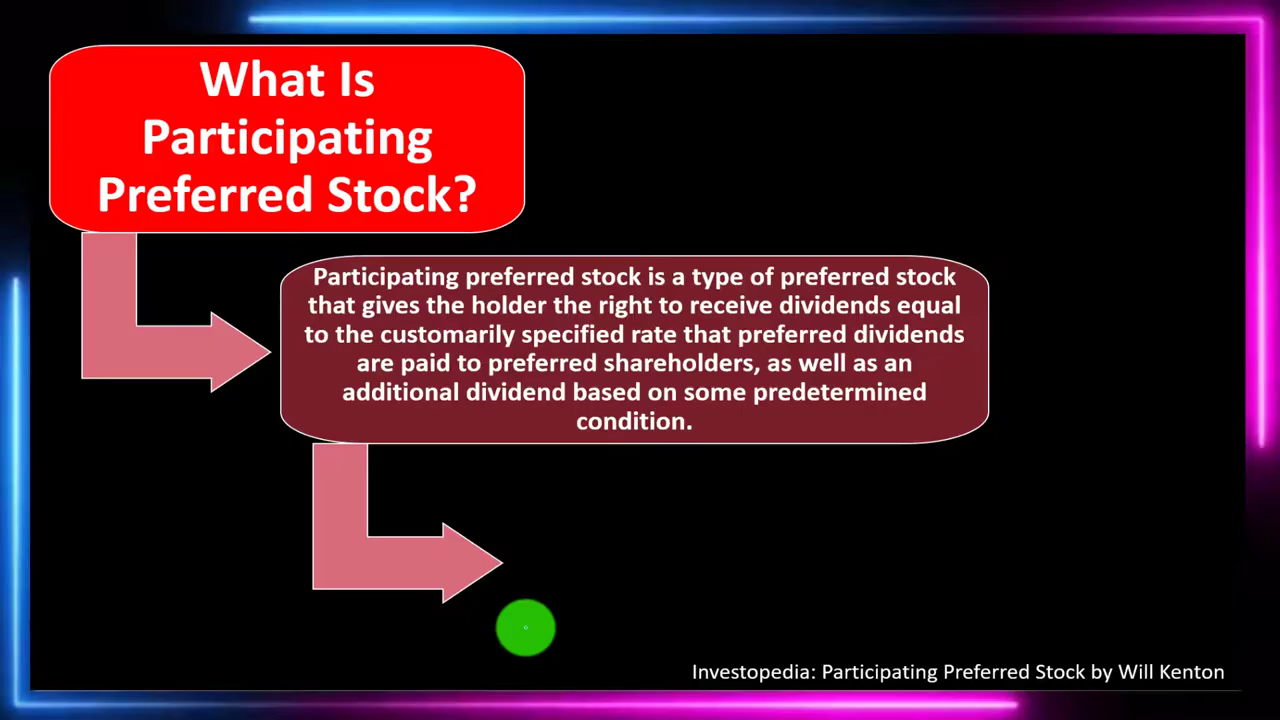 What Is
Participating
Preferred Stock?
Participating preferred stock is a type of preferred stock
that gives the holder the right to receive dividends equal
to the customarily specified rate that preferred dividends
are paid to preferred shareholders, as well as an
additional dividend based on some predetermined
condition.
Investopedia: Participating Preferred Stock by Will Kenton